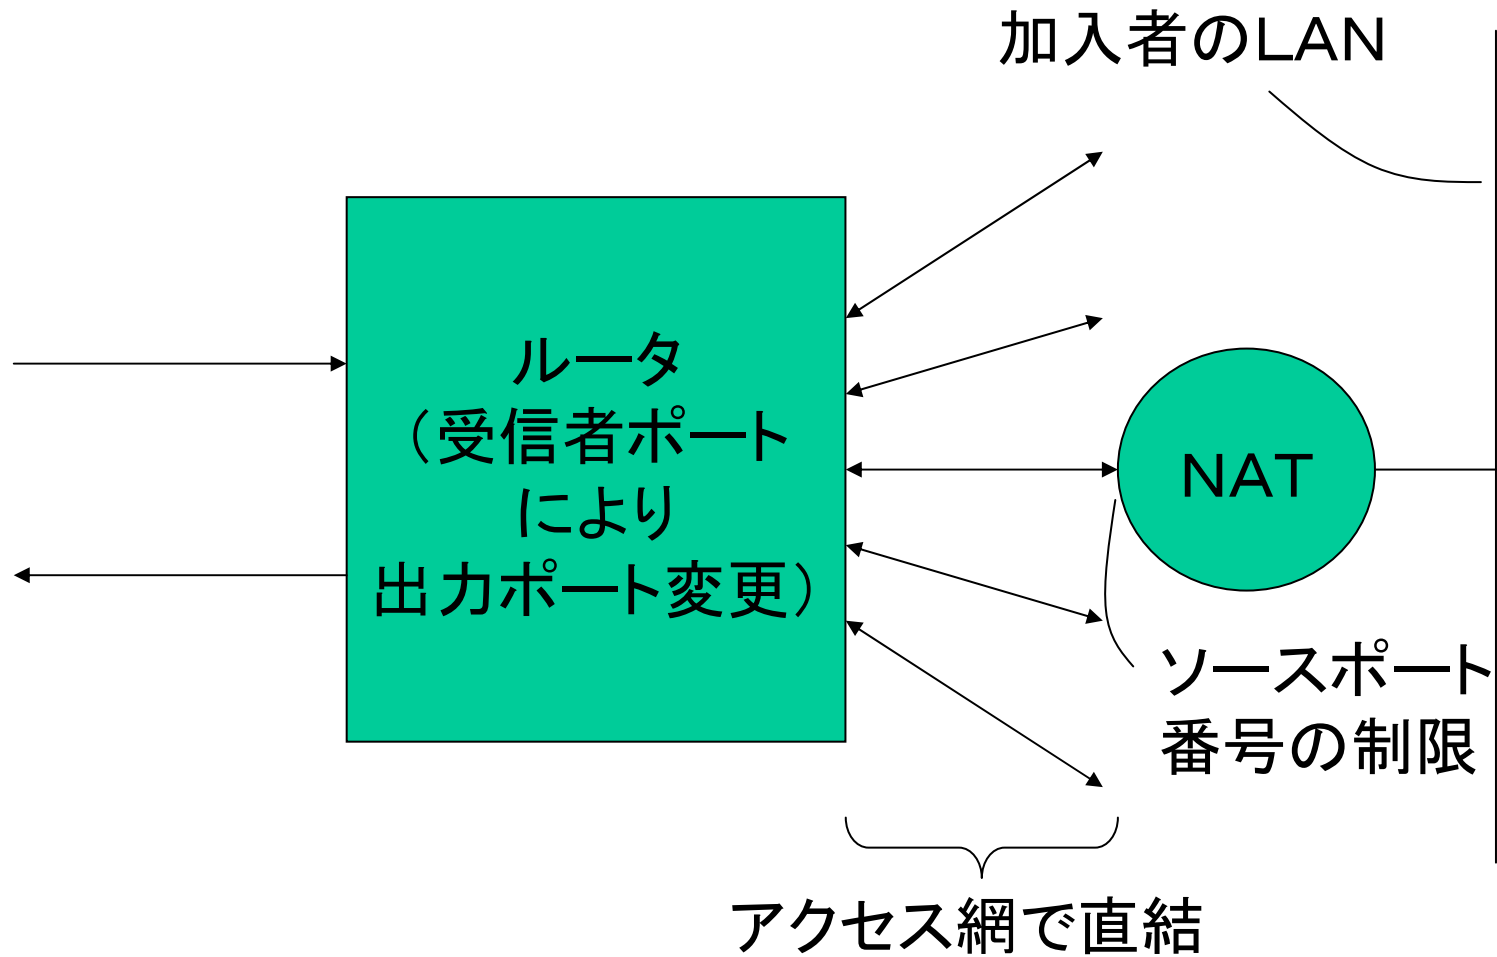 加入者のLAN
ルータ
（受信者ポート
により
出力ポート変更）
NAT
ソースポート
番号の制限
アクセス網で直結